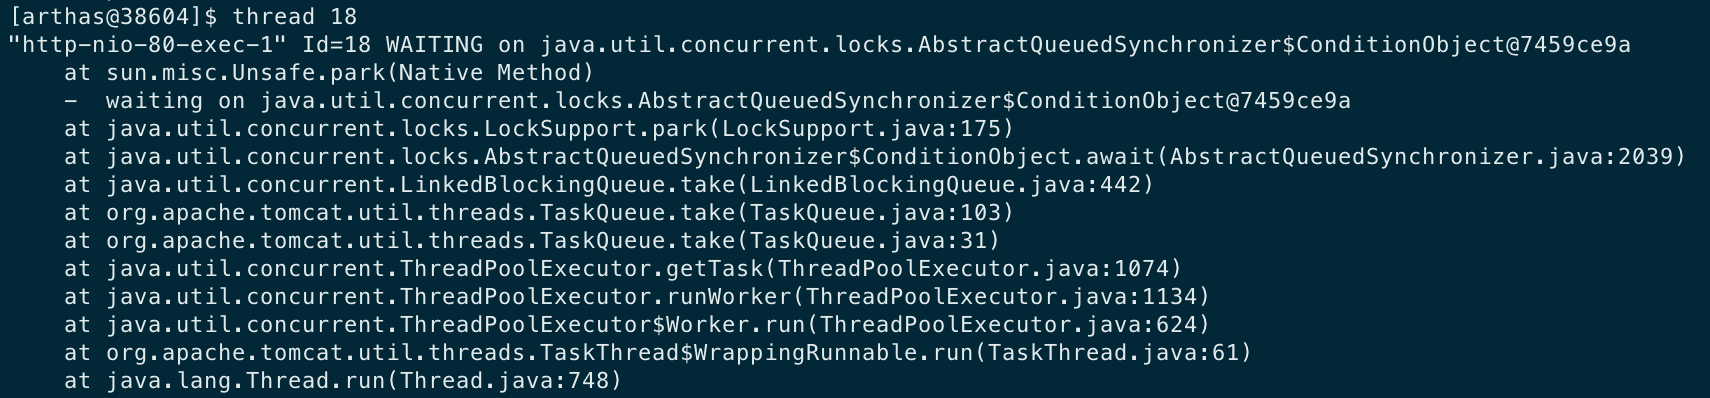 [arthas@38604]$ thread 18
"http-nio-80-exec-1" Id=18 WAITING on java.util.concurrent.locks.AbstractQueuedSynchronizer$ConditionObject@7459ce9a
    at sun.misc.Unsafe.park(Native Method)
    -  waiting on java.util.concurrent.locks.AbstractQueuedSynchronizer$ConditionObject@7459ce9a
    at java.util.concurrent.locks.LockSupport.park(LockSupport.java:175)
    at java.util.concurrent.locks.AbstractQueuedSynchronizer$ConditionObject.await(AbstractQueuedSynchronizer.java:2039)
    at java.util.concurrent.LinkedBlockingQueue.take(LinkedBlockingQueue.java:442)
    at org.apache.tomcat.util.threads.TaskQueue.take(TaskQueue.java:103)
    at org.apache.tomcat.util.threads.TaskQueue.take(TaskQueue.java:31)
    at java.util.concurrent.ThreadPoolExecutor.getTask(ThreadPoolExecutor.java:1074)
    at java.util.concurrent.ThreadPoolExecutor.runWorker(ThreadPoolExecutor.java:1134)
    at java.util.concurrent.ThreadPoolExecutor$Worker.run(ThreadPoolExecutor.java:624)
    at org.apache.tomcat.util.threads.TaskThread$WrappingRunnable.run(TaskThread.java:61)
    at java.lang.Thread.run(Thread.java:748)